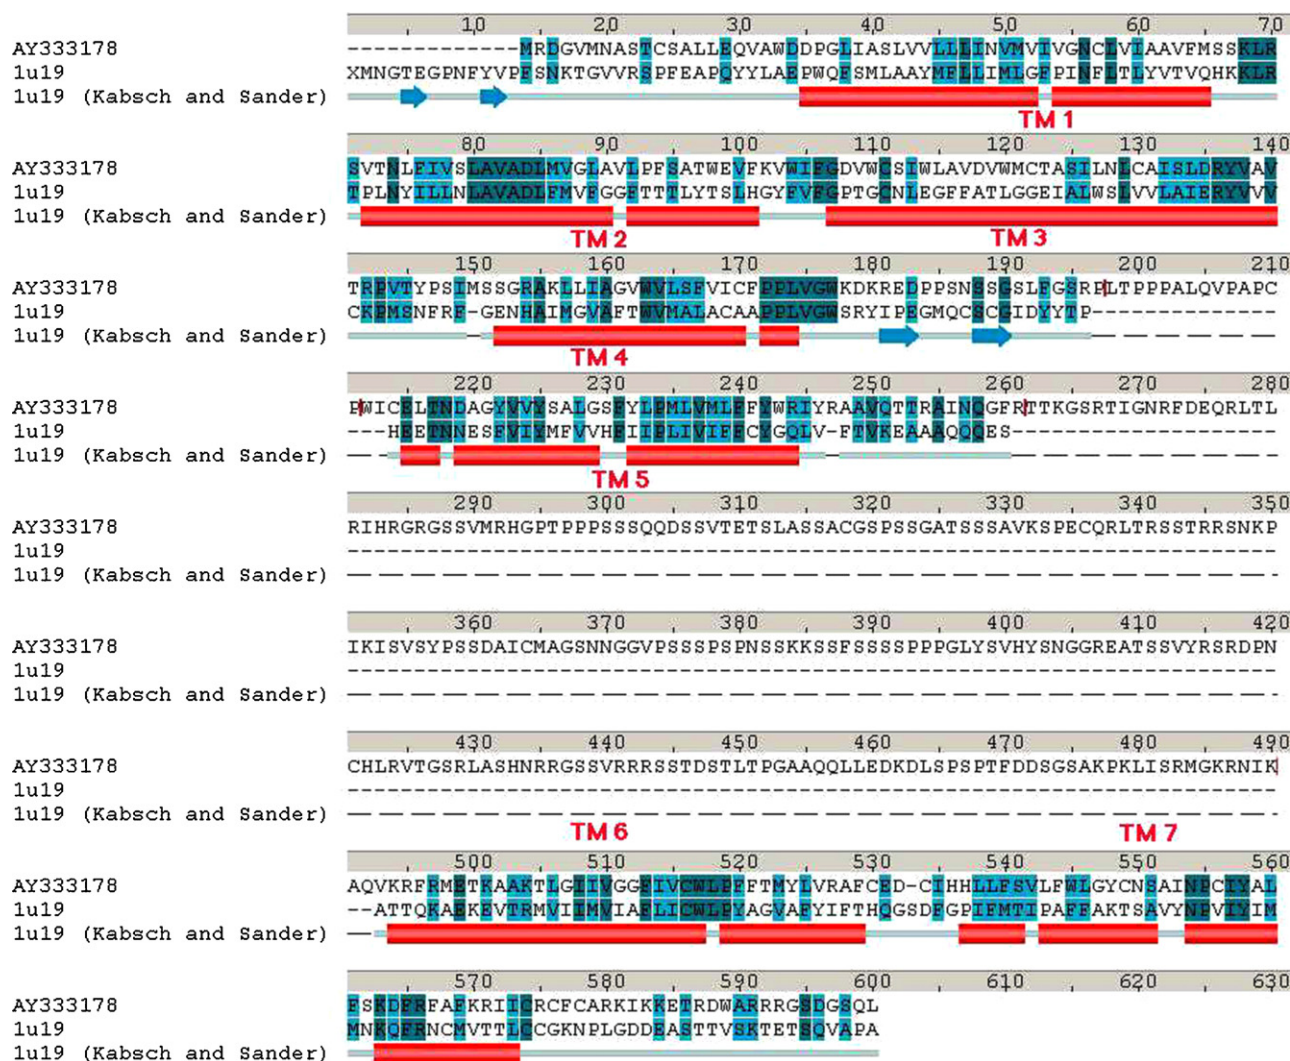 10 20 30 40 50 60 70
AY333178 -------------MRDGVMNASTCSALLEQVAWDDPGLIASLVVLLLINVMVIVGNCLVIAAVFMSSKLR
1u19 XMNGTEGPNFYVPFSNKTGVVRSPFEAPQYYLAEPWQFSMLAAYMFLLIMLGFPINFLTLYVTVQHKKLR
1u19 (Kabsch and Sander)
TM 1
80 90 100 110 120 130 140
AY333178 SVTNLFIVSLAVADLMVGLAVLPFSATWEVFKVWIFGDVWCSIWLAVDVWMCTASILNLCAISLDRYVAV
1u19 TPLNYILLNLAVADLFMVFGGFTTTLYTSLHGYFVFGPTGCNLEGFFATLGGEIALWSLVVLAIERYVVV
1u19 (Kabsch and Sander)
TM 2 TM 3
150 160 170 180 190 200 210
AY333178 TRPVTYPSIMSSGRAKLLIAGVWVLSFVICFPPLVGWKDKREDPPSNSSGSLFGSRPLTPPPALQVPAPC
1u19 CKPMSNFRF-GENHAIMGVAFTWVMALACAAPPLVGWSRYIPEGMQCSCGIDYYTP--------------
1u19 (Kabsch and Sander)
TM 4
220 230 240 250 260 270 280
AY333178 PWICELTNDAGYVVYSALGSFYLPMLVMLFFYWRIYRAAVQTTRAINQGFRTTKGSRTIGNRFDEQRLTL
1u19 ---HEETNNESFVIYMFVVHFIIPLIVIFFCYGQLV-FTVKEAAAQQQES--------------------
1u19 (Kabsch and Sander)
TM 5
290 300 310 320 330 340 350
AY333178 RIHRGRGSSVMRHGPTPPPSSSQQDSSVTETSLASSACGSPSSGATSSSAVKSPECQRLTRSSTRRSNKP
1u19 ----------------------------------------------------------------------
1u19 (Kabsch and Sander)
360 370 380 390 400 410 420
AY333178 IKISVSYPSSDAICMAGSNNGGVPSSSPSPNSSKKSSFSSSSPPPGLYSVHYSNGGREATSSVYRSRDPN
1u19 ----------------------------------------------------------------------
1u19 (Kabsch and Sander)
430 440 450 460 470 480 490
AY333178 CHLRVTGSRLASHNRRGSSVRRRSSTDSTLTPGAAQQLLEDKDLSPSPTFDDSGSAKPKLISRMGKRNIK
1u19 ----------------------------------------------------------------------
1u19 (Kabsch and Sander)
TM 6 TM 7
500 510 520 530 540 550 560
AY333178 AQVKRFRMETKAAKTLGIIVGGFIVCWLPFFTMYLVRAFCED-CIHHLLFSVLFWLGYCNSAINPCIYAL
1u19 --ATTQKAEKEVTRMVIIMVIAFLICWLPYAGVAFYIFTHQGSDFGPIFMTIPAFFAKTSAVYNPVIYIM
1u19 (Kabsch and Sander)
570 580 590 600 610 620 630
AY333178 FSKDFRFAFKRIICRCFCARKIKKETRDWARRRGSDGSQL
1u19 MNKQFRNCMVTTLCCGKNPLGDDEASTTVSKTETSQVAPA
1u19 (Kabsch and Sander)